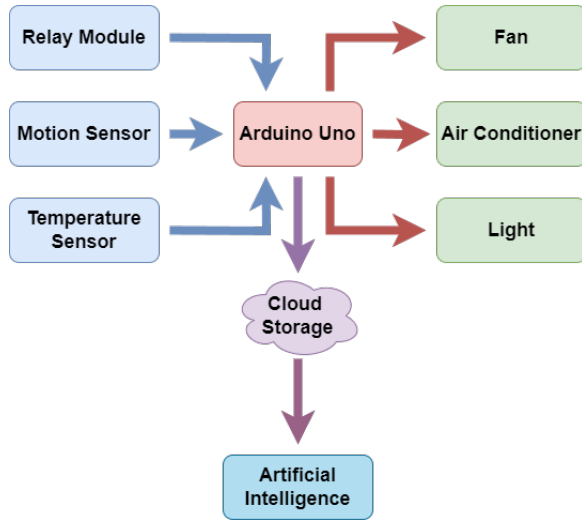 Relay Module
Fan
Motion Sensor
Arduino Uno
Air Conditioner
Temperature
Sensor
Light
Cloud
Storage
Artificial
Intelligence